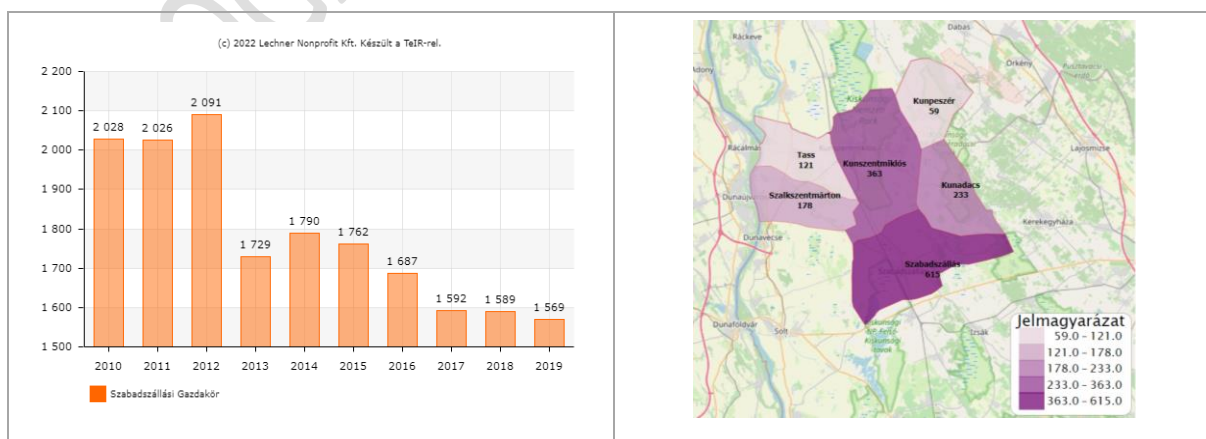 (c) 2022 Lechner Nonprofit Kft. Készült a TeIR-rel.
2 200
2 100
2 000
1 900
1 800
1 700
1 600
1 500
2 028
2 026
2 091
1 729
1 790
1 762
1 687
1 592
1 589
1 569
2010 2011 2012 2013 2014 2015 2016 2017 2018 2019
Szabadszállási Gazdakör
Ráckeve
Dabas
Adony
Örkény
Kunpeszér
59
Rácalmás
Lajosmizse
Tass
121
Kunszentmiklós
363
Kunadacs
233
Szalkszentmárton
178
Dunaújv
Kerekegyháza
Dunavecse
Szabadszállás
615
Dunaföldvár
Solt
Izsák
Jelmagyarázat
59.0 - 121.0
121.0 - 178.0
178.0 - 233.0
233.0 - 363.0
363.0 - 615.0